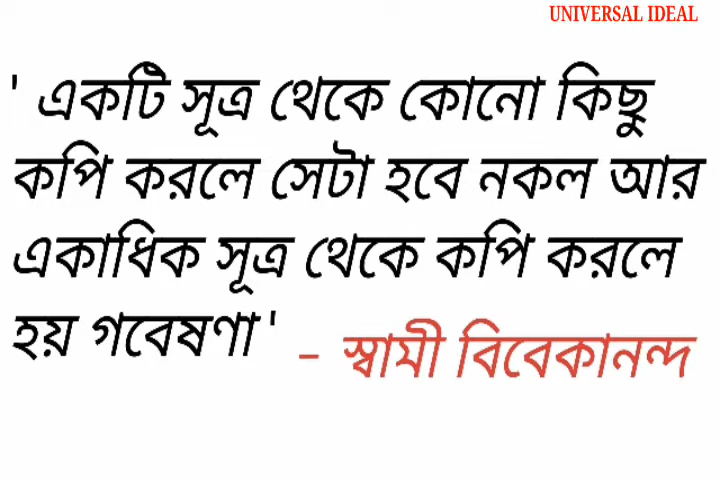 UNIVERSAL IDEAL
' একটি সূত্র থেকে কোনো কিছু
কপি করলে সেটা হবে নকল আর
একাধিক সূত্র থেকে কপি করলে
হয় গবেষণা' - স্বামী বিবেকানন্দ